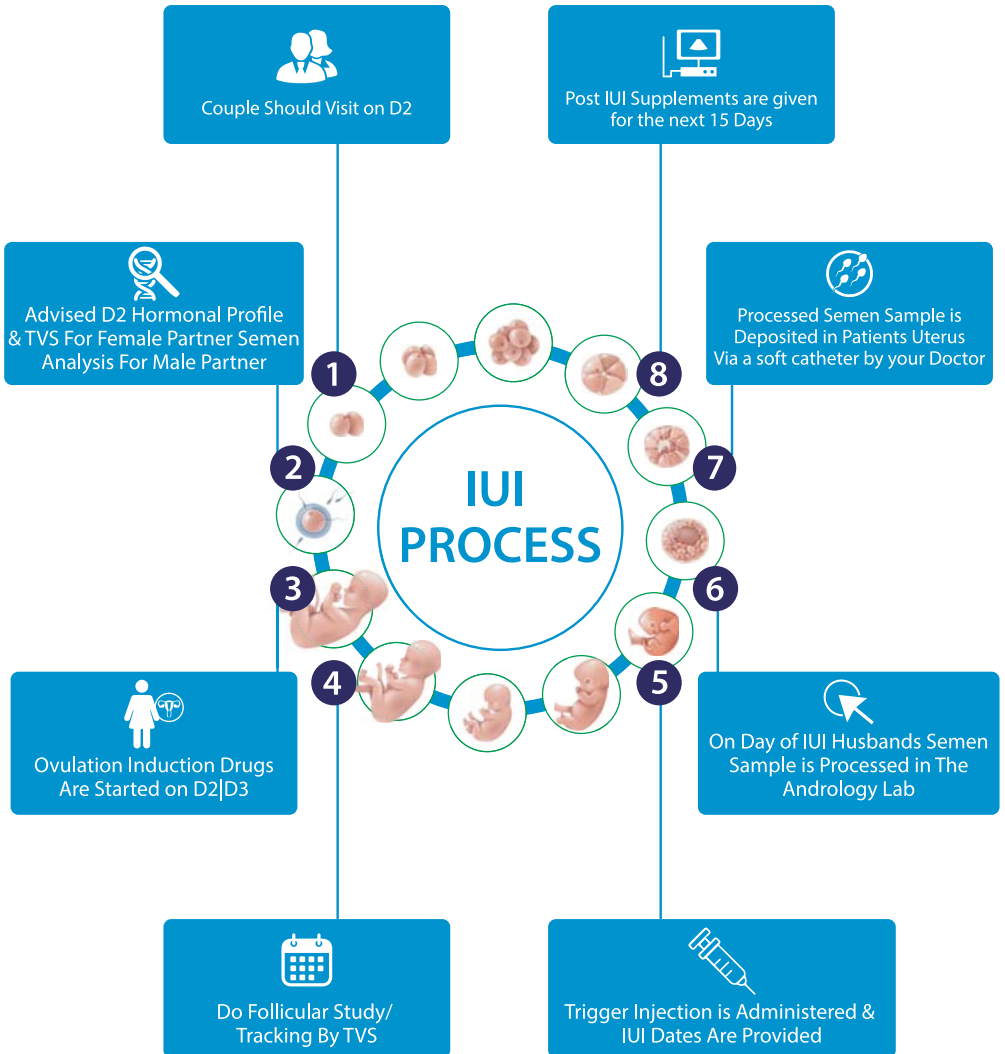 Couple Should Visit on D2
Post IUI Supplements are given
for the next 15 Days
Advised D2 Hormonal Profile
& TVS For Female Partner Semen
Analysis For Male Partner
Processed Semen Sample is
Deposited in Patients Uterus
Via a soft catheter by your Doctor
1
8
2
7
IUI
PROCESS
3
6
4
5
Ovulation Induction Drugs
Are Started on D2|D3
On Day of IUI Husbands Semen
Sample is Processed in The
Andrology Lab
Do Follicular Study/
Tracking By TVS
Trigger Injection is Administered &
IUI Dates Are Provided